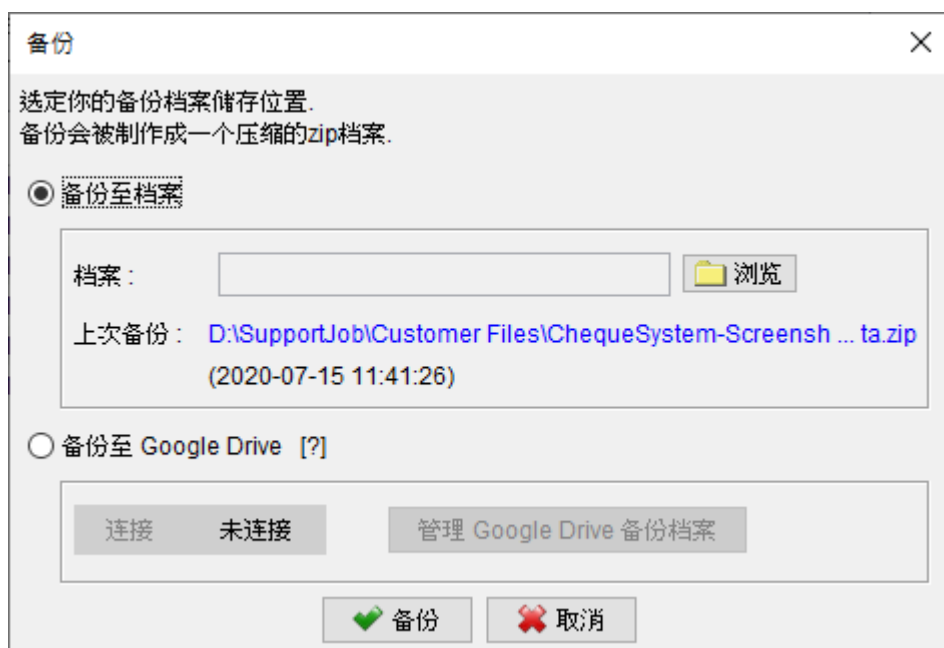 备份
选定你的备份档案储存位置.
备份会被制作成一个压缩的zip档案.
备份至档案
档案 : 浏览
上次备份 : D:\SupportJob\Customer Files\ChequeSystem-Screensh ... ta.zip
(2020-07-15 11:41:26)
备份至 Google Drive [?]
连接 未连接 管理 Google Drive 备份档案
备份 取消